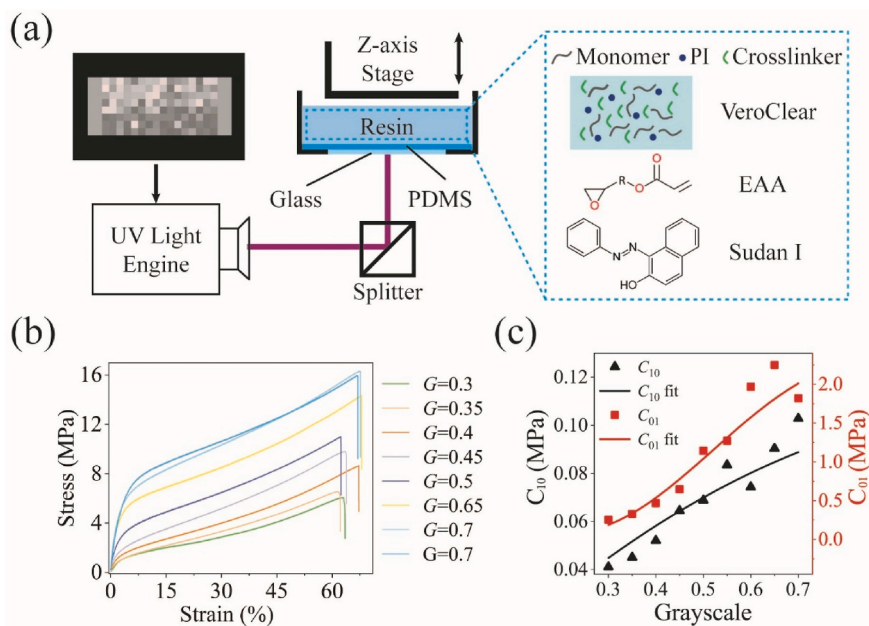 (a)
Z-axis
Stage
Resin
Glass
PDMS
UV Light
Engine
Splitter
Monomer PI Crosslinker
VeroClear
R
O
O
O
EAA
N
N
HO
Sudan I
(b)
Stress (MPa)
16
12
8
4
0
0 15 30 45 60
Strain (%)
G=0.3
G=0.35
G=0.4
G=0.45
G=0.5
G=0.65
G=0.7
G=0.7
(c)
C10 (MPa)
0.12
0.10
0.08
0.06
0.04
C10
C10 fit
C01
C01 fit
2.0
1.5
1.0
0.5
0.0
C01 (MPa)
0.3 0.4 0.5 0.6 0.7
Grayscale